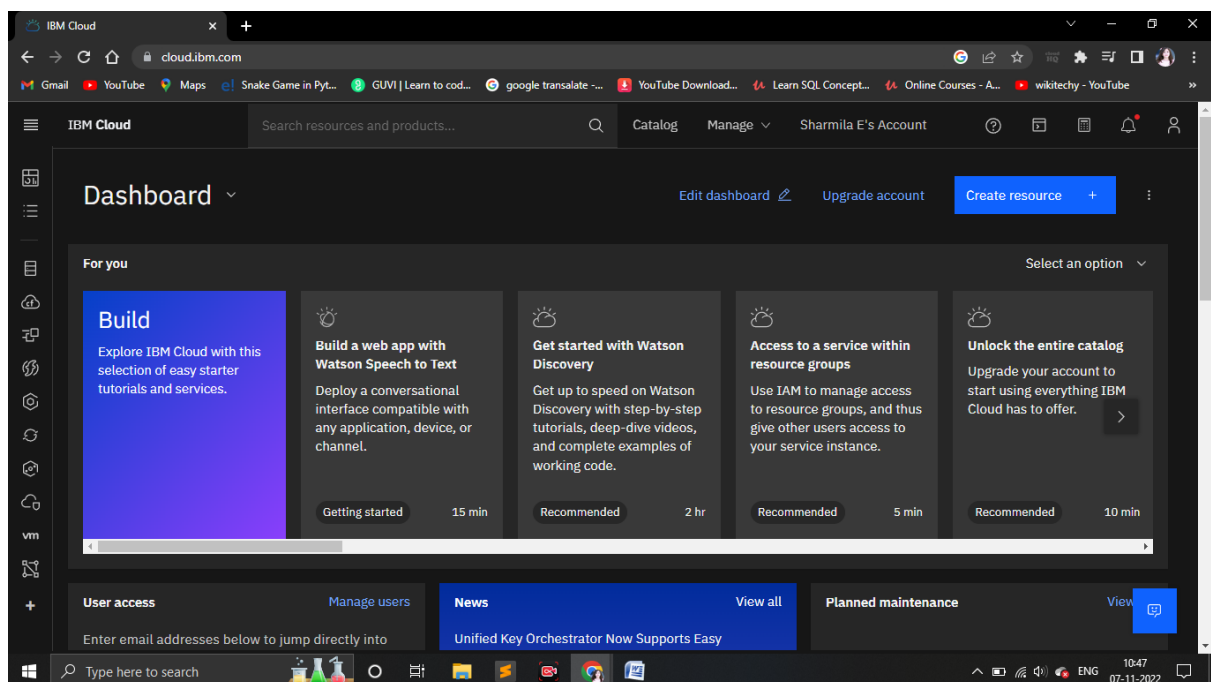 IBM Cloud
cloud.ibm.com
Gmail YouTube Maps Snake Game in Pyt... GUVI | Learn to cod... google transalate -... YouTube Download... Learn SQL Concept... Online Courses - A... wikitechy - YouTube »
IBM Cloud Search resources and products... Catalog Manage Sharmila E's Account
Dashboard Edit dashboard Upgrade account Create resource +
For you Select an option
Build
Explore IBM Cloud with this
selection of easy starter
tutorials and services.
Build a web app with
Watson Speech to Text
Deploy a conversational
interface compatible with
any application, device, or
channel.
Getting started 15 min
Get started with Watson
Discovery
Get up to speed on Watson
Discovery with step-by-step
tutorials, deep-dive videos,
and complete examples of
working code.
Recommended 2 hr
Access to a service within
resource groups
Use IAM to manage access
to resource groups, and thus
give other users access to
your service instance.
Recommended 5 min
Unlock the entire catalog
Upgrade your account to
start using everything IBM
Cloud has to offer.
Recommended 10 min
vm
User access Manage users
Enter email addresses below to jump directly into
News View all
Unified Key Orchestrator Now Supports Easy
Planned maintenance View
Type here to search
ENG
10:47
07-11-2022